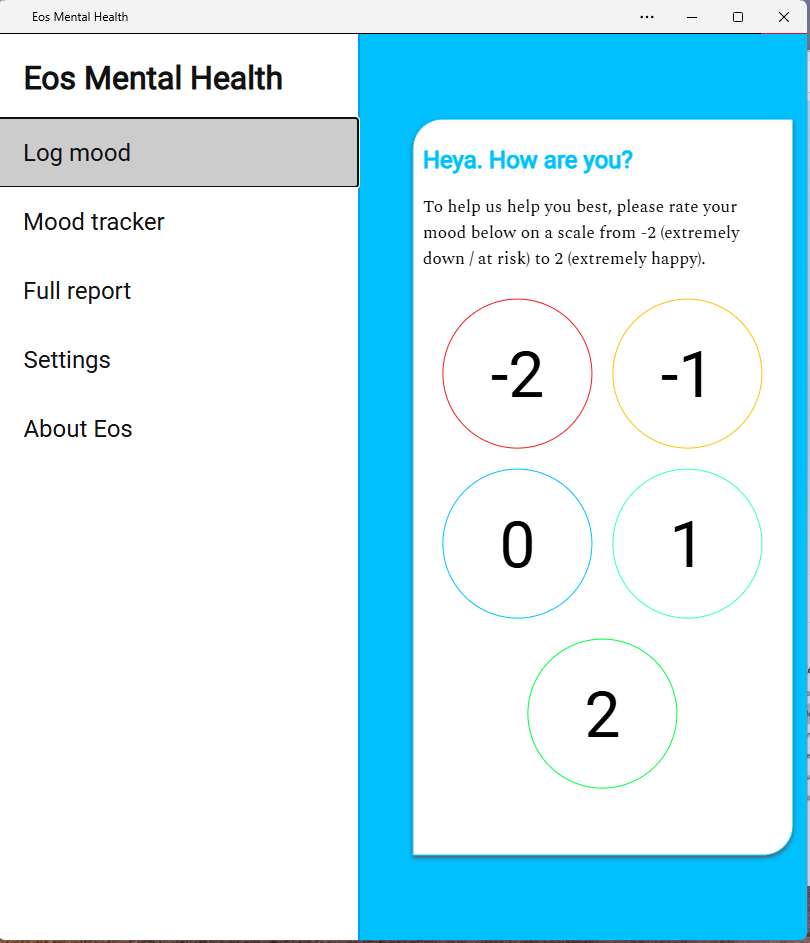 Eos Mental Health
Eos Mental Health
Log mood
Mood tracker
Full report
Settings
About Eos
Heya. How are you?
To help us help you best, please rate your
mood below on a scale from -2 (extremely
down / at risk) to 2 (extremely happy).
-2
-1
0
1
2